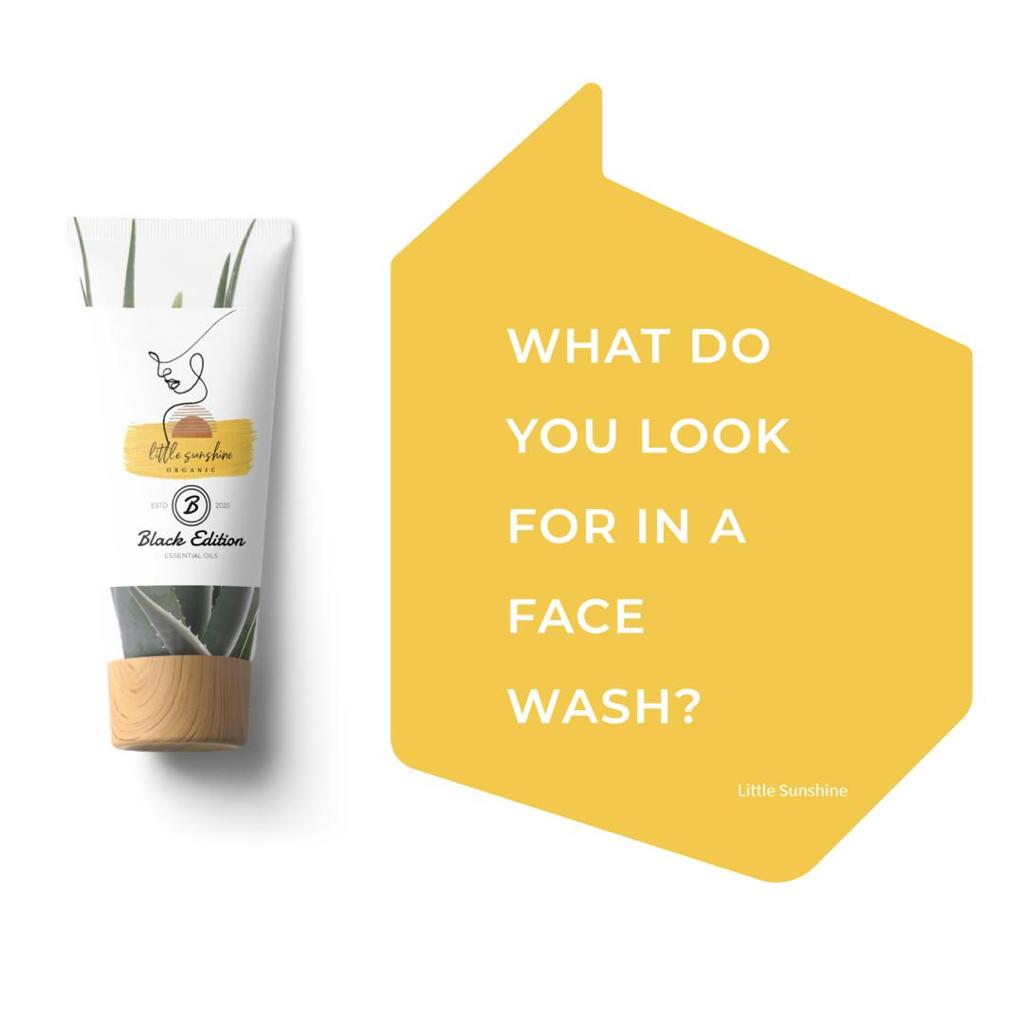 little sunshine
ORGANIC
ESTD B 2020
Black Edition
ESSENTIAL OILS
WHAT DO
YOU LOOK
FOR IN A
FACE
WASH?
Little Sunshine